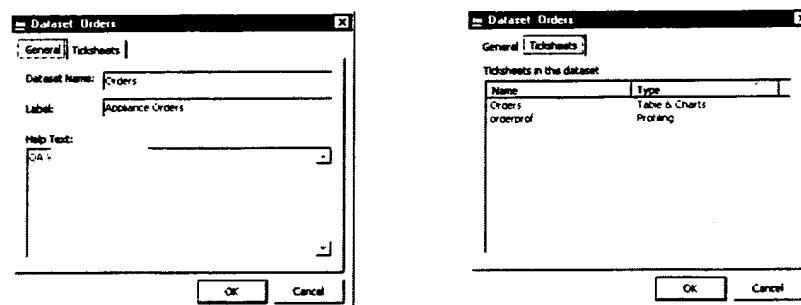 Dataset Orders
General Ticksheets
Dataset Name: Orders
Label: Appliance Orders
Help Text:
OK Cancel
Dataset Orders
General Ticksheets
Ticksheets in this dataset
Name Type
Orders Table & Charts
orderprof Profiling
OK Cancel